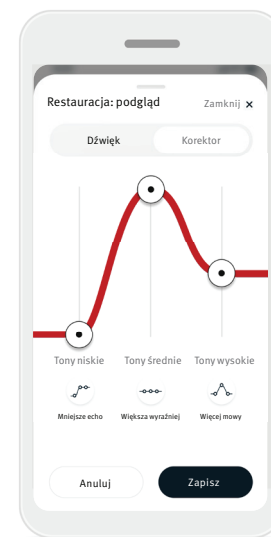 Restauracja: podgląd Zamknij ×
Dźwięk Korektor
Tony niskie Tony średnie Tony wysokie
Mniejsze echo Większa wyraźniej Więcej mowy
Anuluj Zapisz